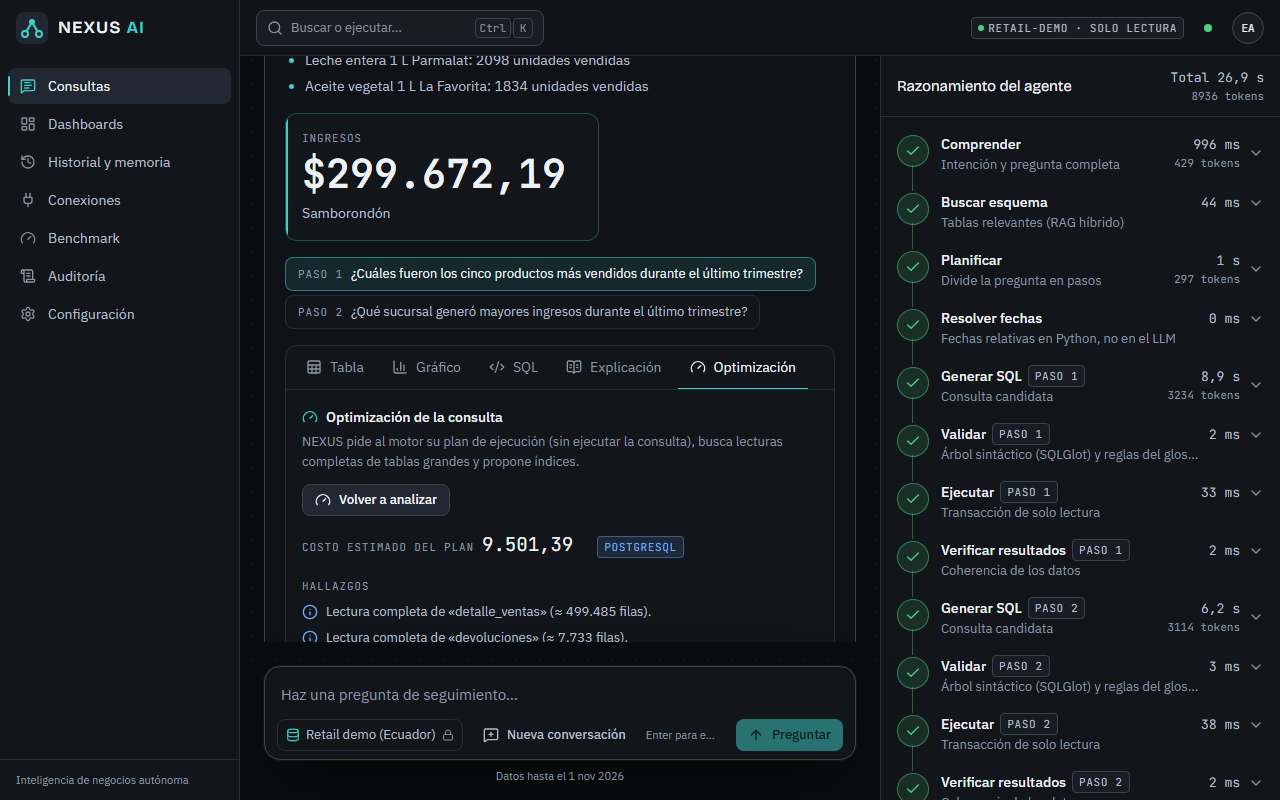 NEXUS AI
Buscar o ejecutar...
Ctrl K
RETAIL-DEMO · SOLO LECTURA
EA
Consultas
Dashboards
Historial y memoria
Conexiones
Benchmark
Auditoría
Configuración
Inteligencia de negocios autónoma
Leche entera 1 L Parmalat: 2098 unidades vendidas
Aceite vegetal 1 L La Favorita: 1834 unidades vendidas
INGRESOS
$299.672,19
Samborondón
PASO 1 ¿Cuáles fueron los cinco productos más vendidos durante el último trimestre?
PASO 2 ¿Qué sucursal generó mayores ingresos durante el último trimestre?
Tabla Gráfico SQL Explicación Optimización
Optimización de la consulta
NEXUS pide al motor su plan de ejecución (sin ejecutar la consulta), busca lecturas
completas de tablas grandes y propone índices.
Volver a analizar
COSTO ESTIMADO DEL PLAN 9.501,39 POSTGRESQL
HALLAZGOS
Lectura completa de «detalle_ventas» (≈ 499.485 filas).
Lectura completa de «devoluciones» (≈ 7.733 filas).
Haz una pregunta de seguimiento...
Retail demo (Ecuador) Nueva conversación Enter para e... Preguntar
Datos hasta el 1 nov 2026
Razonamiento del agente
Total 26,9 s
8936 tokens
Comprender 996 ms
Intención y pregunta completa 429 tokens
Buscar esquema 44 ms
Tablas relevantes (RAG híbrido)
Planificar 1 s
Divide la pregunta en pasos 297 tokens
Resolver fechas 0 ms
Fechas relativas en Python, no en el LLM
Generar SQL PASO 1 8,9 s
Consulta candidata 3234 tokens
Validar PASO 1 2 ms
Árbol sintáctico (SQLGlot) y reglas del glos...
Ejecutar PASO 1 33 ms
Transacción de solo lectura
Verificar resultados PASO 1 2 ms
Coherencia de los datos
Generar SQL PASO 2 6,2 s
Consulta candidata 3114 tokens
Validar PASO 2 3 ms
Árbol sintáctico (SQLGlot) y reglas del glos...
Ejecutar PASO 2 38 ms
Transacción de solo lectura
Verificar resultados PASO 2 2 ms